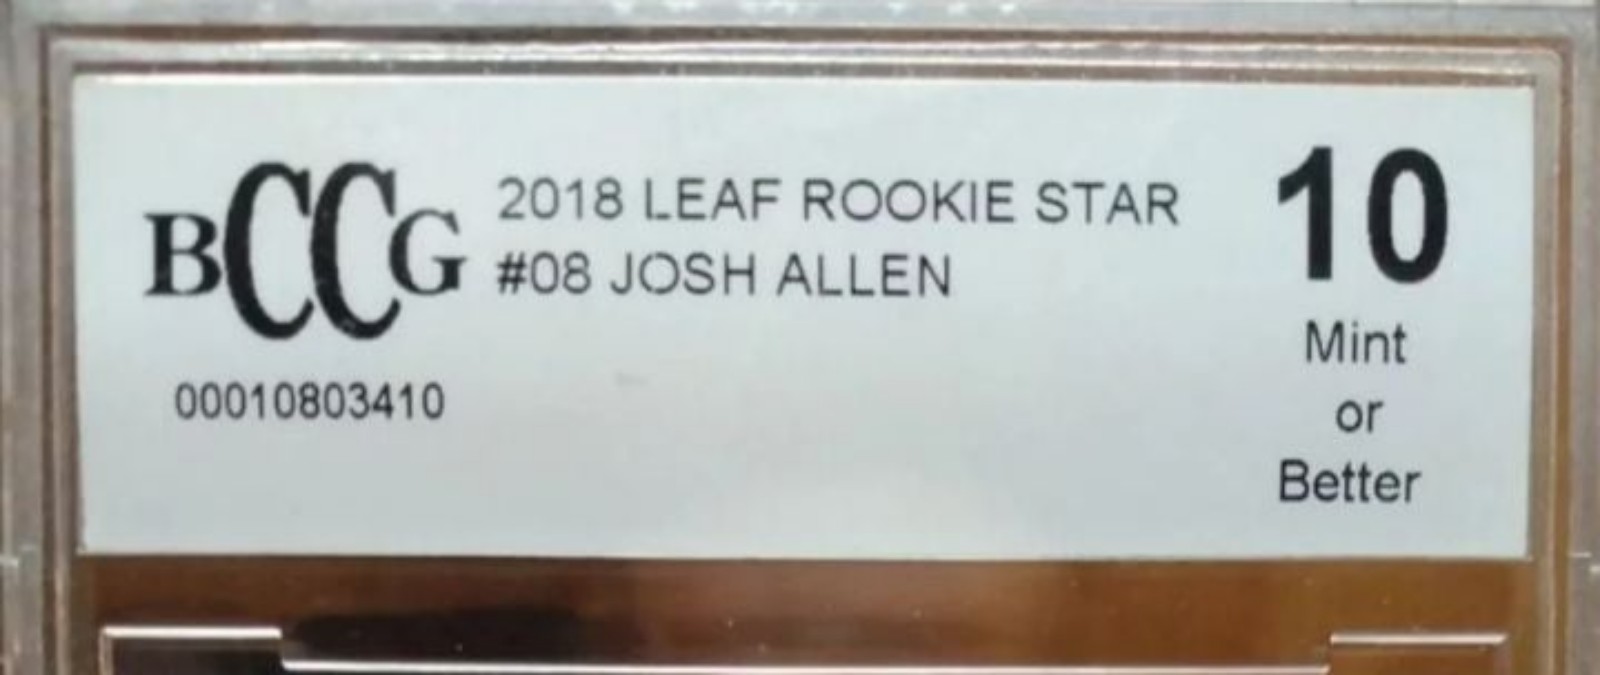 BCCG
2018 LEAF ROOKIE STAR
#08 JOSH ALLEN
00010803410
10
Mint
or
Better